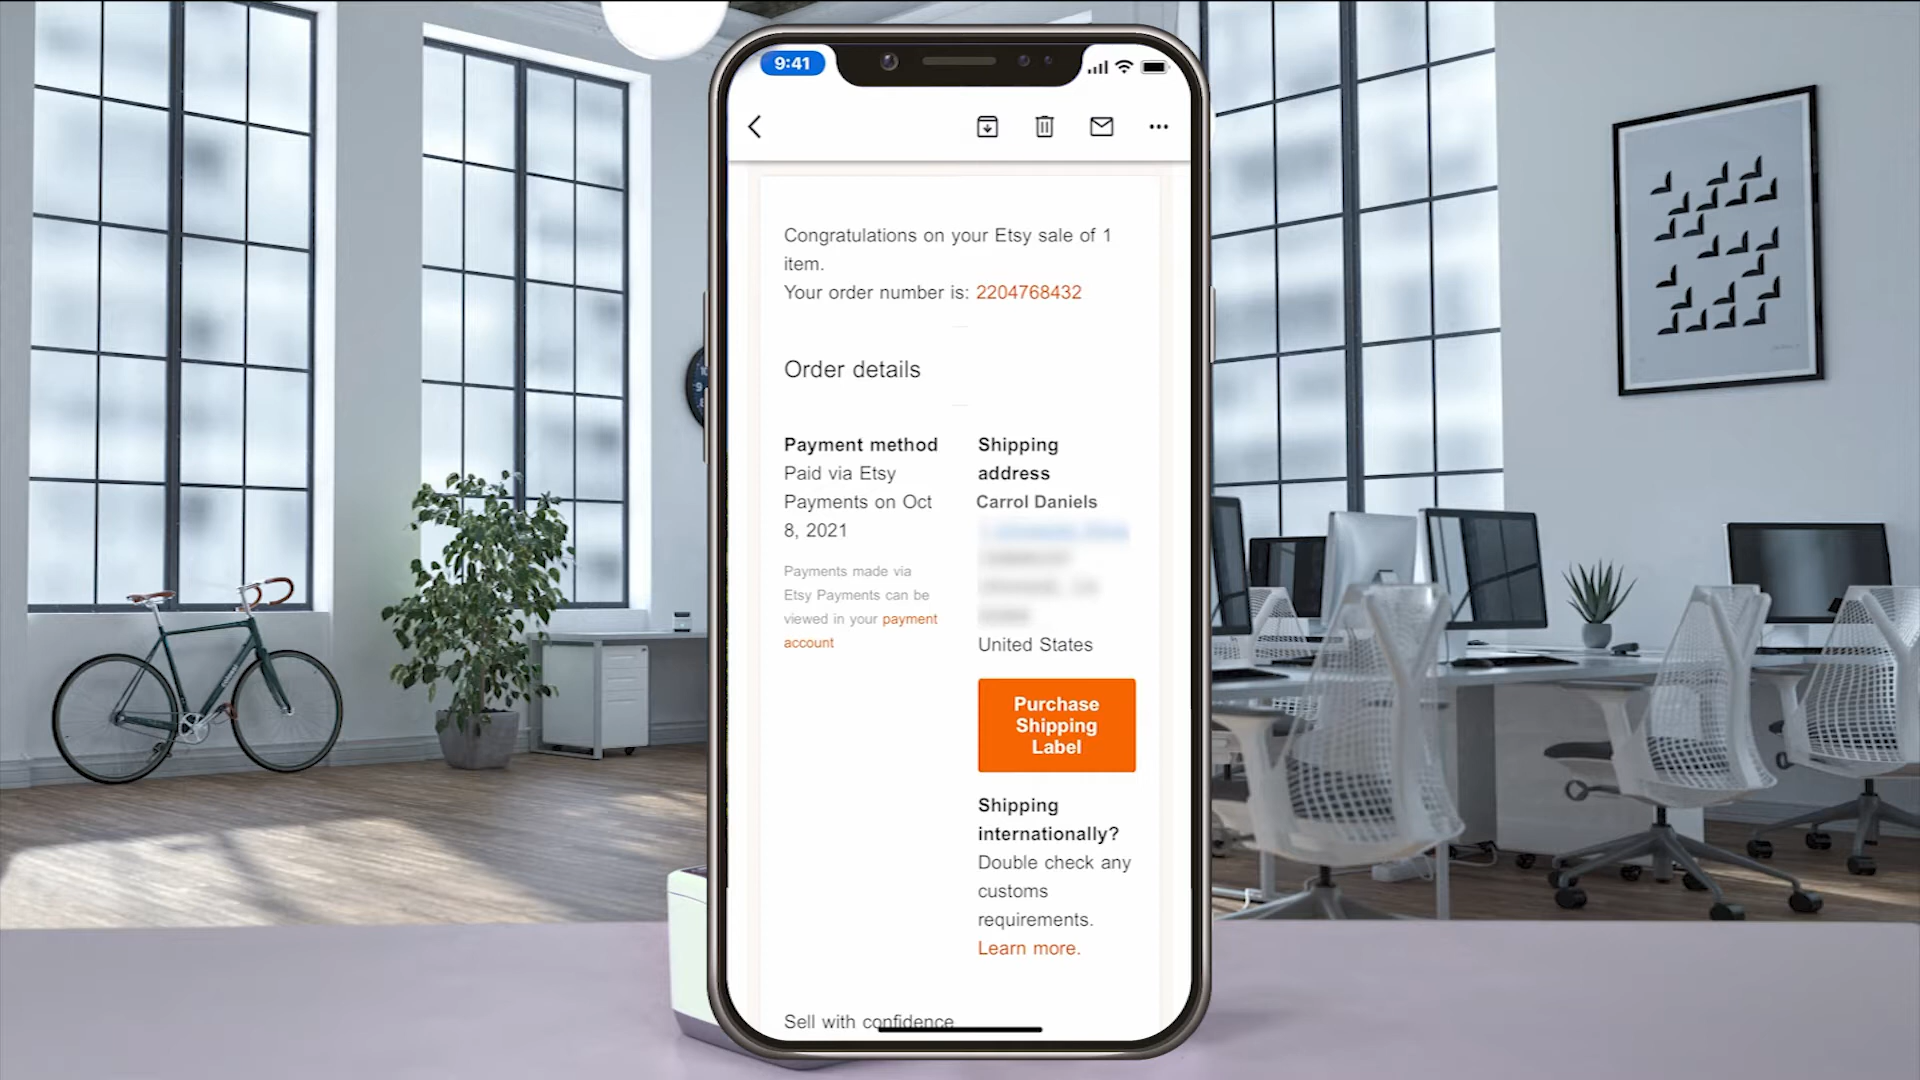 9:41
Congratulations on your Etsy sale of 1
item.
Your order number is: 2204768432
Order details
Payment method
Paid via Etsy
Payments on Oct
8, 2021
Payments made via
Etsy Payments can be
viewed in your payment
account
Shipping
address
Carrol Daniels
United States
Purchase
Shipping
Label
Shipping
internationally?
Double check any
customs
requirements.
Learn more.
Sell with confidence